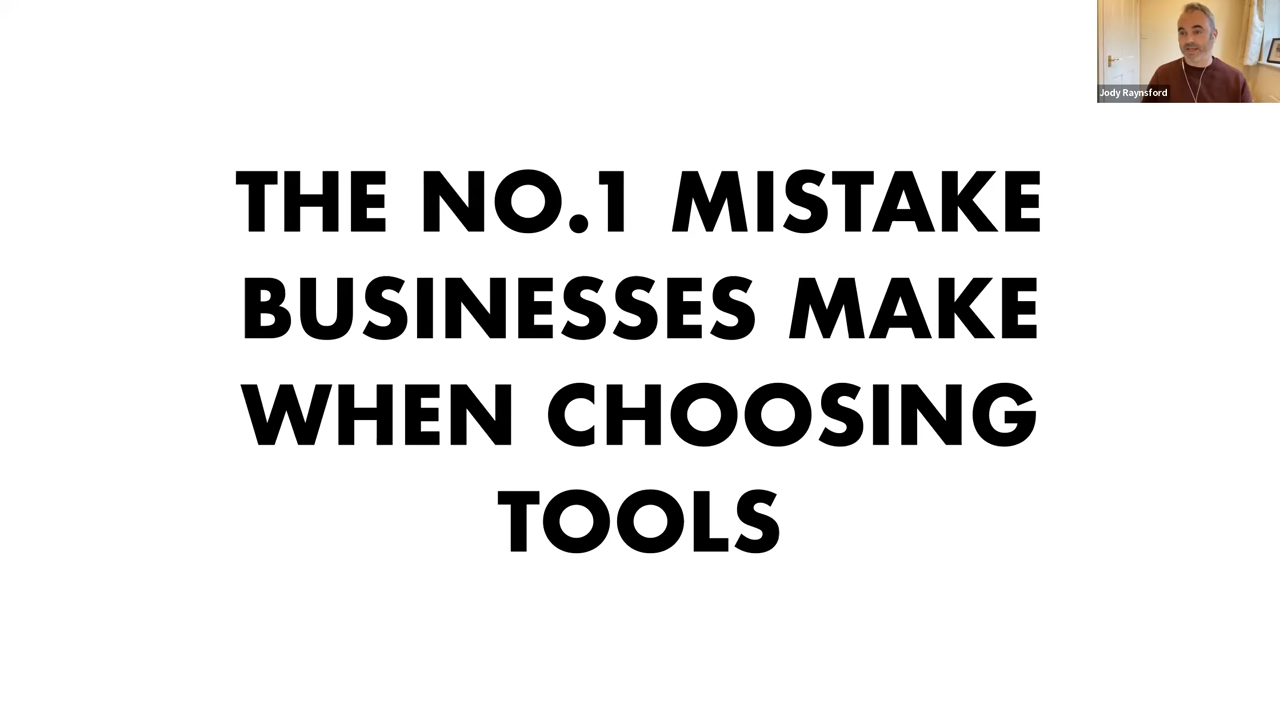 Jody Raynsford
THE NO.1 MISTAKE
BUSINESSES MAKE
WHEN CHOOSING
TOOLS